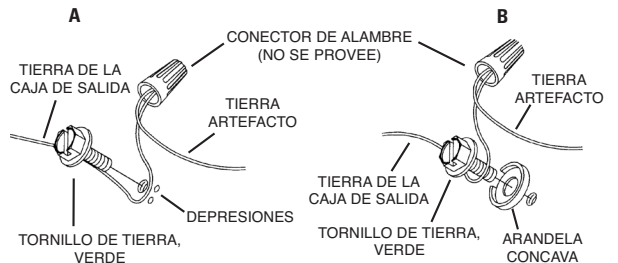 A
B
CONECTOR DE ALAMBRE
(NO SE PROVEE)
TIERRA DE LA
CAJA DE SALIDA
TIERRA
ARTEFACTO
DEPRESIONES
TORNILLO DE TIERRA,
VERDE
TIERRA
ARTEFACTO
TIERRA DE LA
CAJA DE SALIDA
TORNILLO DE TIERRA,
VERDE
ARANDELA
CONCAVA